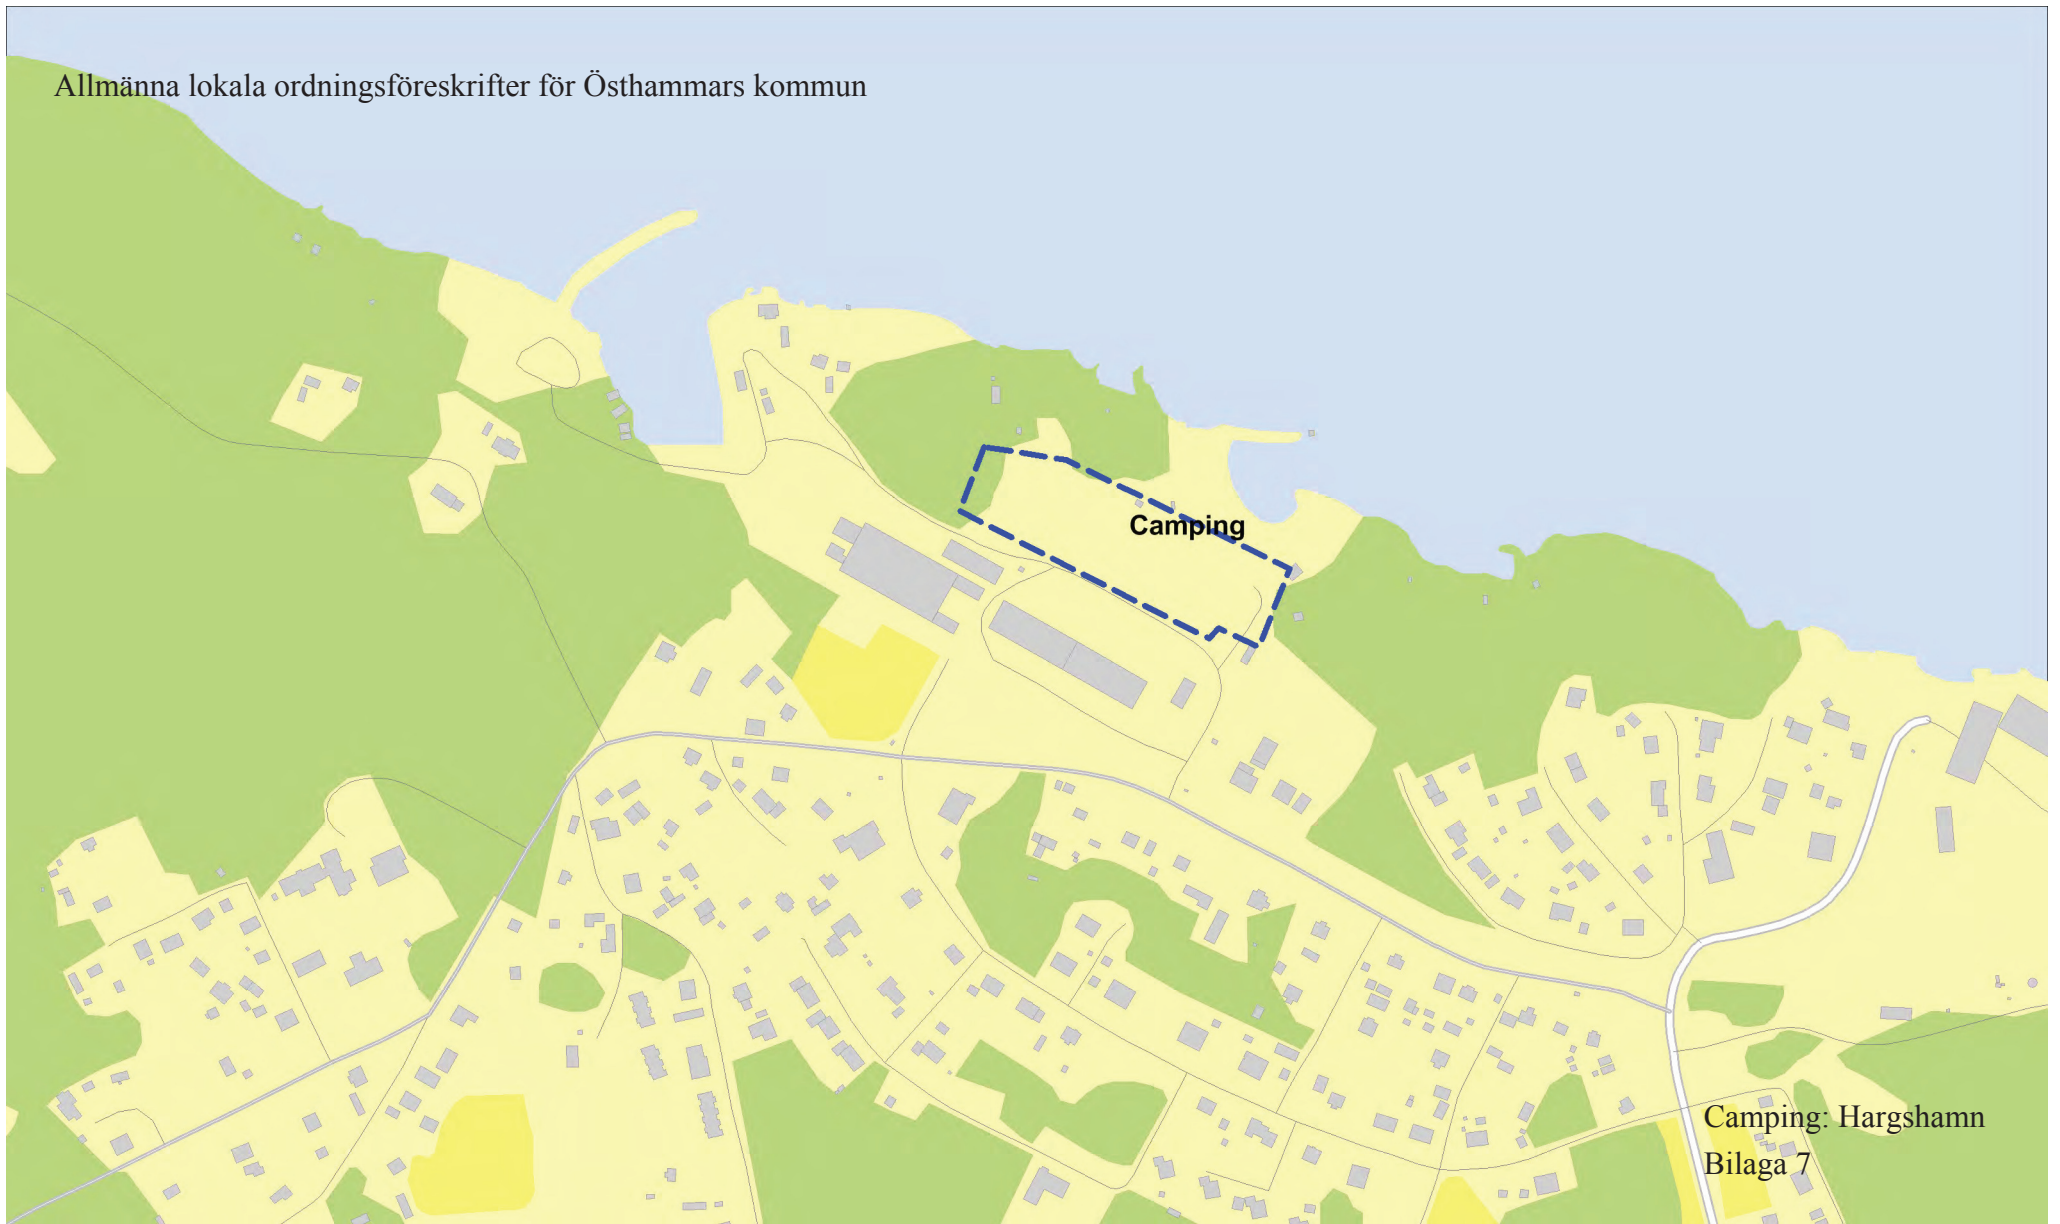 Allmänna lokala ordningsföreskrifter för Östhammars kommun
Camping
Camping: Hargshamn
Bilaga 7